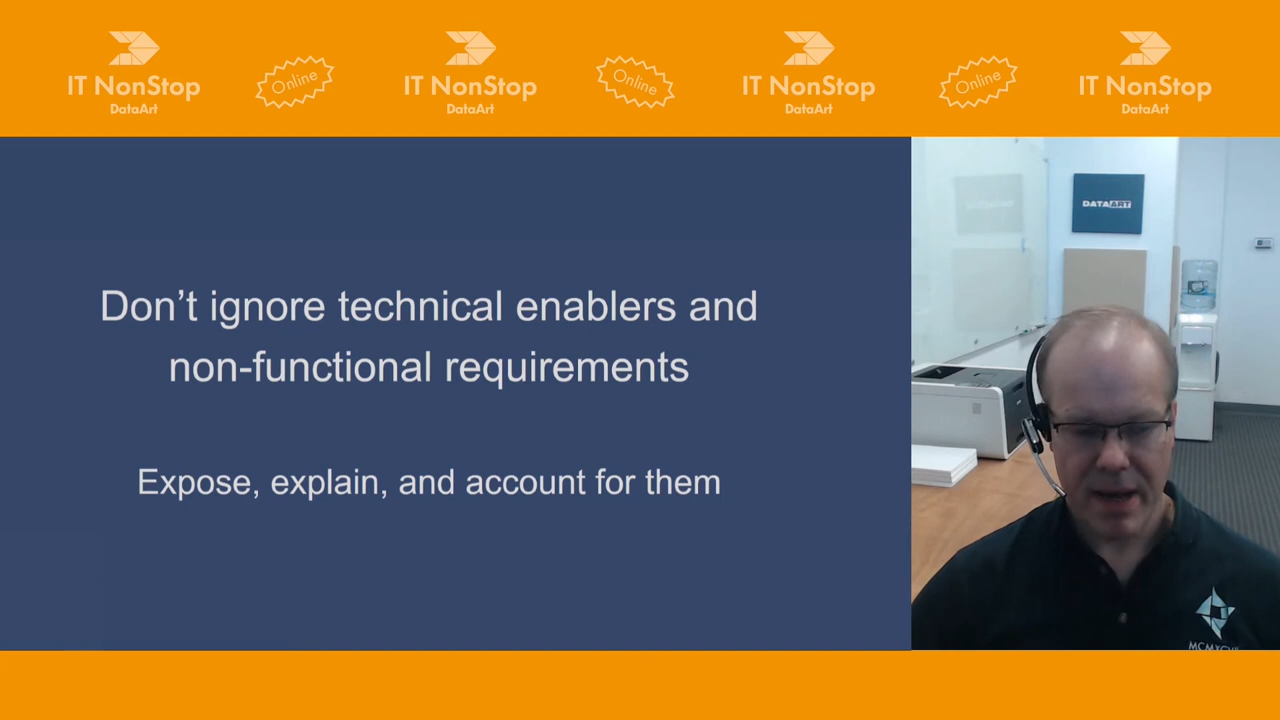 IT NonStop
DataArt
Online
IT NonStop
DataArt
Online
IT NonStop
DataArt
Online
IT NonStop
DataArt
Don't ignore technical enablers and
non-functional requirements
Expose, explain, and account for them
DATAART